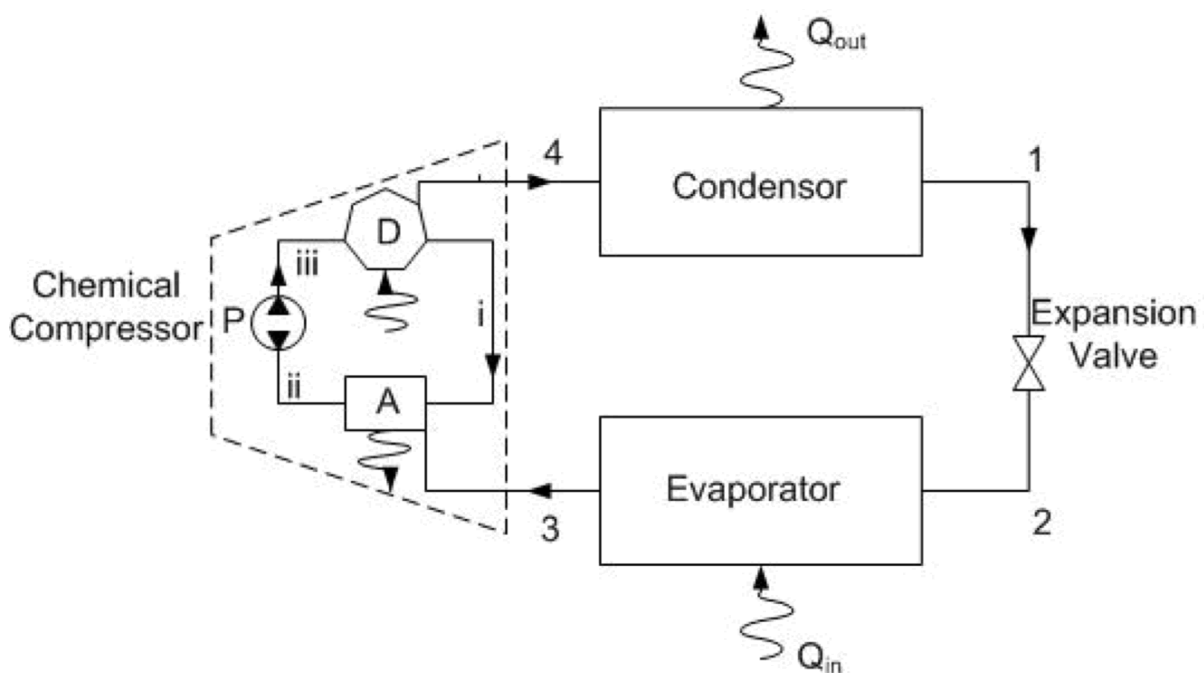 Qout
4
1
Condensor
D
iii
Chemical
Compressor
P
i
Expansion
Valve
ii
A
Evaporator
3
2
Qin